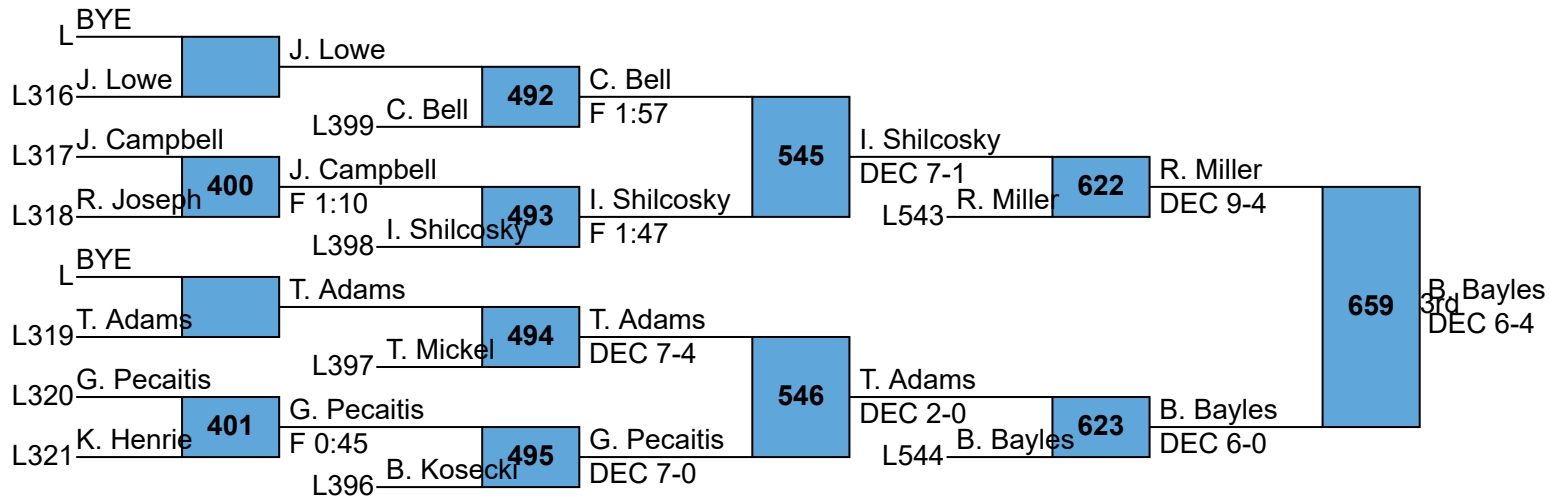 BYE
L
J. Lowe
L316
J. Lowe
C. Bell
L399
492
C. Bell
F 1:57
J. Campbell
L317
400
R. Joseph
L318
J. Campbell
F 1:10
I. Shilcosky
L398
493
I. Shilcosky
F 1:47
545
I. Shilcosky
DEC 7-1
R. Miller
L543
622
R. Miller
DEC 9-4
BYE
L
T. Adams
L319
T. Adams
T. Mickel
L397
494
T. Adams
DEC 7-4
G. Pecaitis
L320
401
K. Henrie
L321
G. Pecaitis
F 0:45
B. Kosecki
L396
495
G. Pecaitis
DEC 7-0
546
T. Adams
DEC 2-0
B. Bayles
L544
623
B. Bayles
DEC 6-0
659
B. Bayles
3rd
DEC 6-4